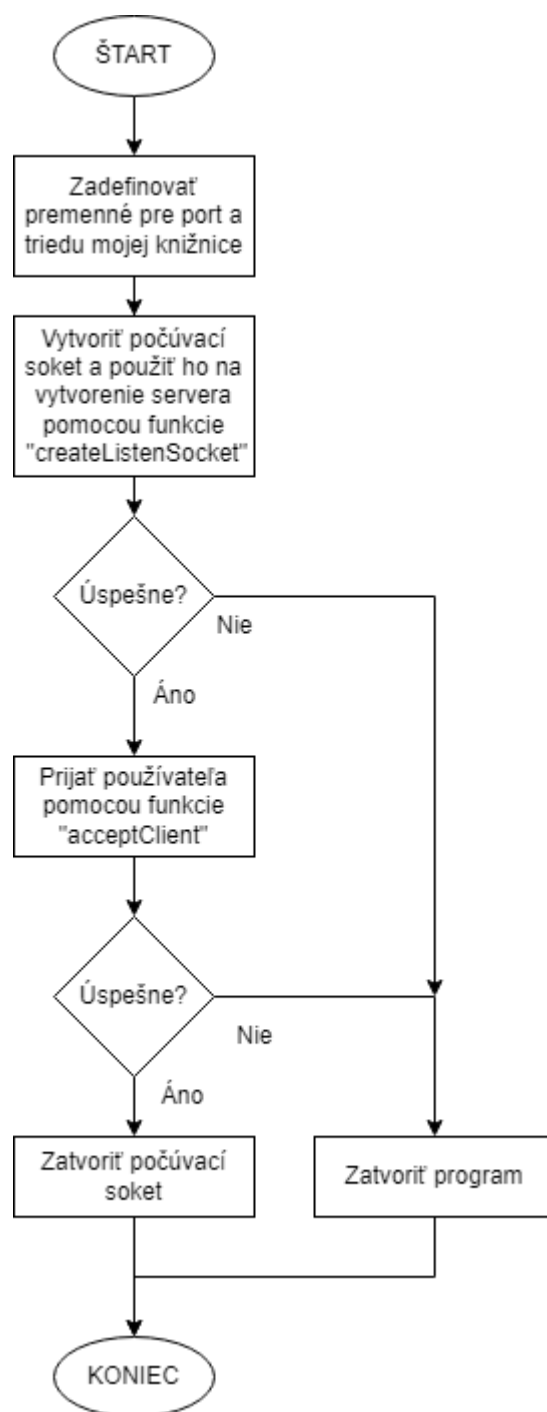 ŠTART
Zadefinovať
premenné pre port a
triedu mojej knižnice
Vytvoriť počúvací
soket a použiť ho na
vytvorenie servera
pomocou funkcie
"createListenSocket"
Úspešne?
Nie
Áno
Prijať používateľa
pomocou funkcie
"acceptClient"
Úspešne?
Nie
Áno
Zatvoriť počúvací
soket
Zatvoriť program
KONIEC